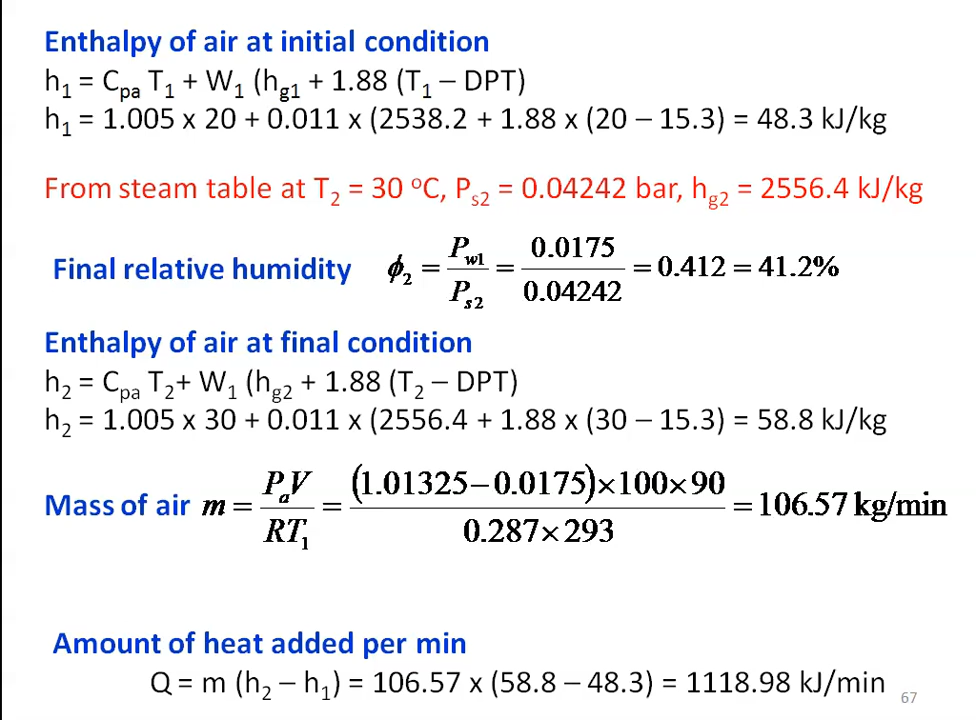 Enthalpy of air at initial condition
h₁ = Cpa T₁ + W₁ (hg1 + 1.88 (T₁ – DPT)
h₁ = 1.005 x 20 + 0.011 x (2538.2 + 1.88 x (20 – 15.3) = 48.3 kJ/kg
From steam table at T₂ = 30 ºC, Ps2 = 0.04242 bar, hg2 = 2556.4 kJ/kg
Final relative humidity ϕ₂ = Pw1 / Ps2 = 0.0175 / 0.04242 = 0.412 = 41.2%
Enthalpy of air at final condition
h₂ = Cpa T₂+ W₁ (hg2 + 1.88 (T₂ – DPT)
h₂ = 1.005 x 30 + 0.011 x (2556.4 + 1.88 x (30 – 15.3) = 58.8 kJ/kg
Mass of air m = PaV / RT₁ = (1.01325 − 0.0175)×100×90 / 0.287×293 = 106.57 kg/min
Amount of heat added per min
Q = m (h₂ – h₁) = 106.57 x (58.8 – 48.3) = 1118.98 kJ/min
67